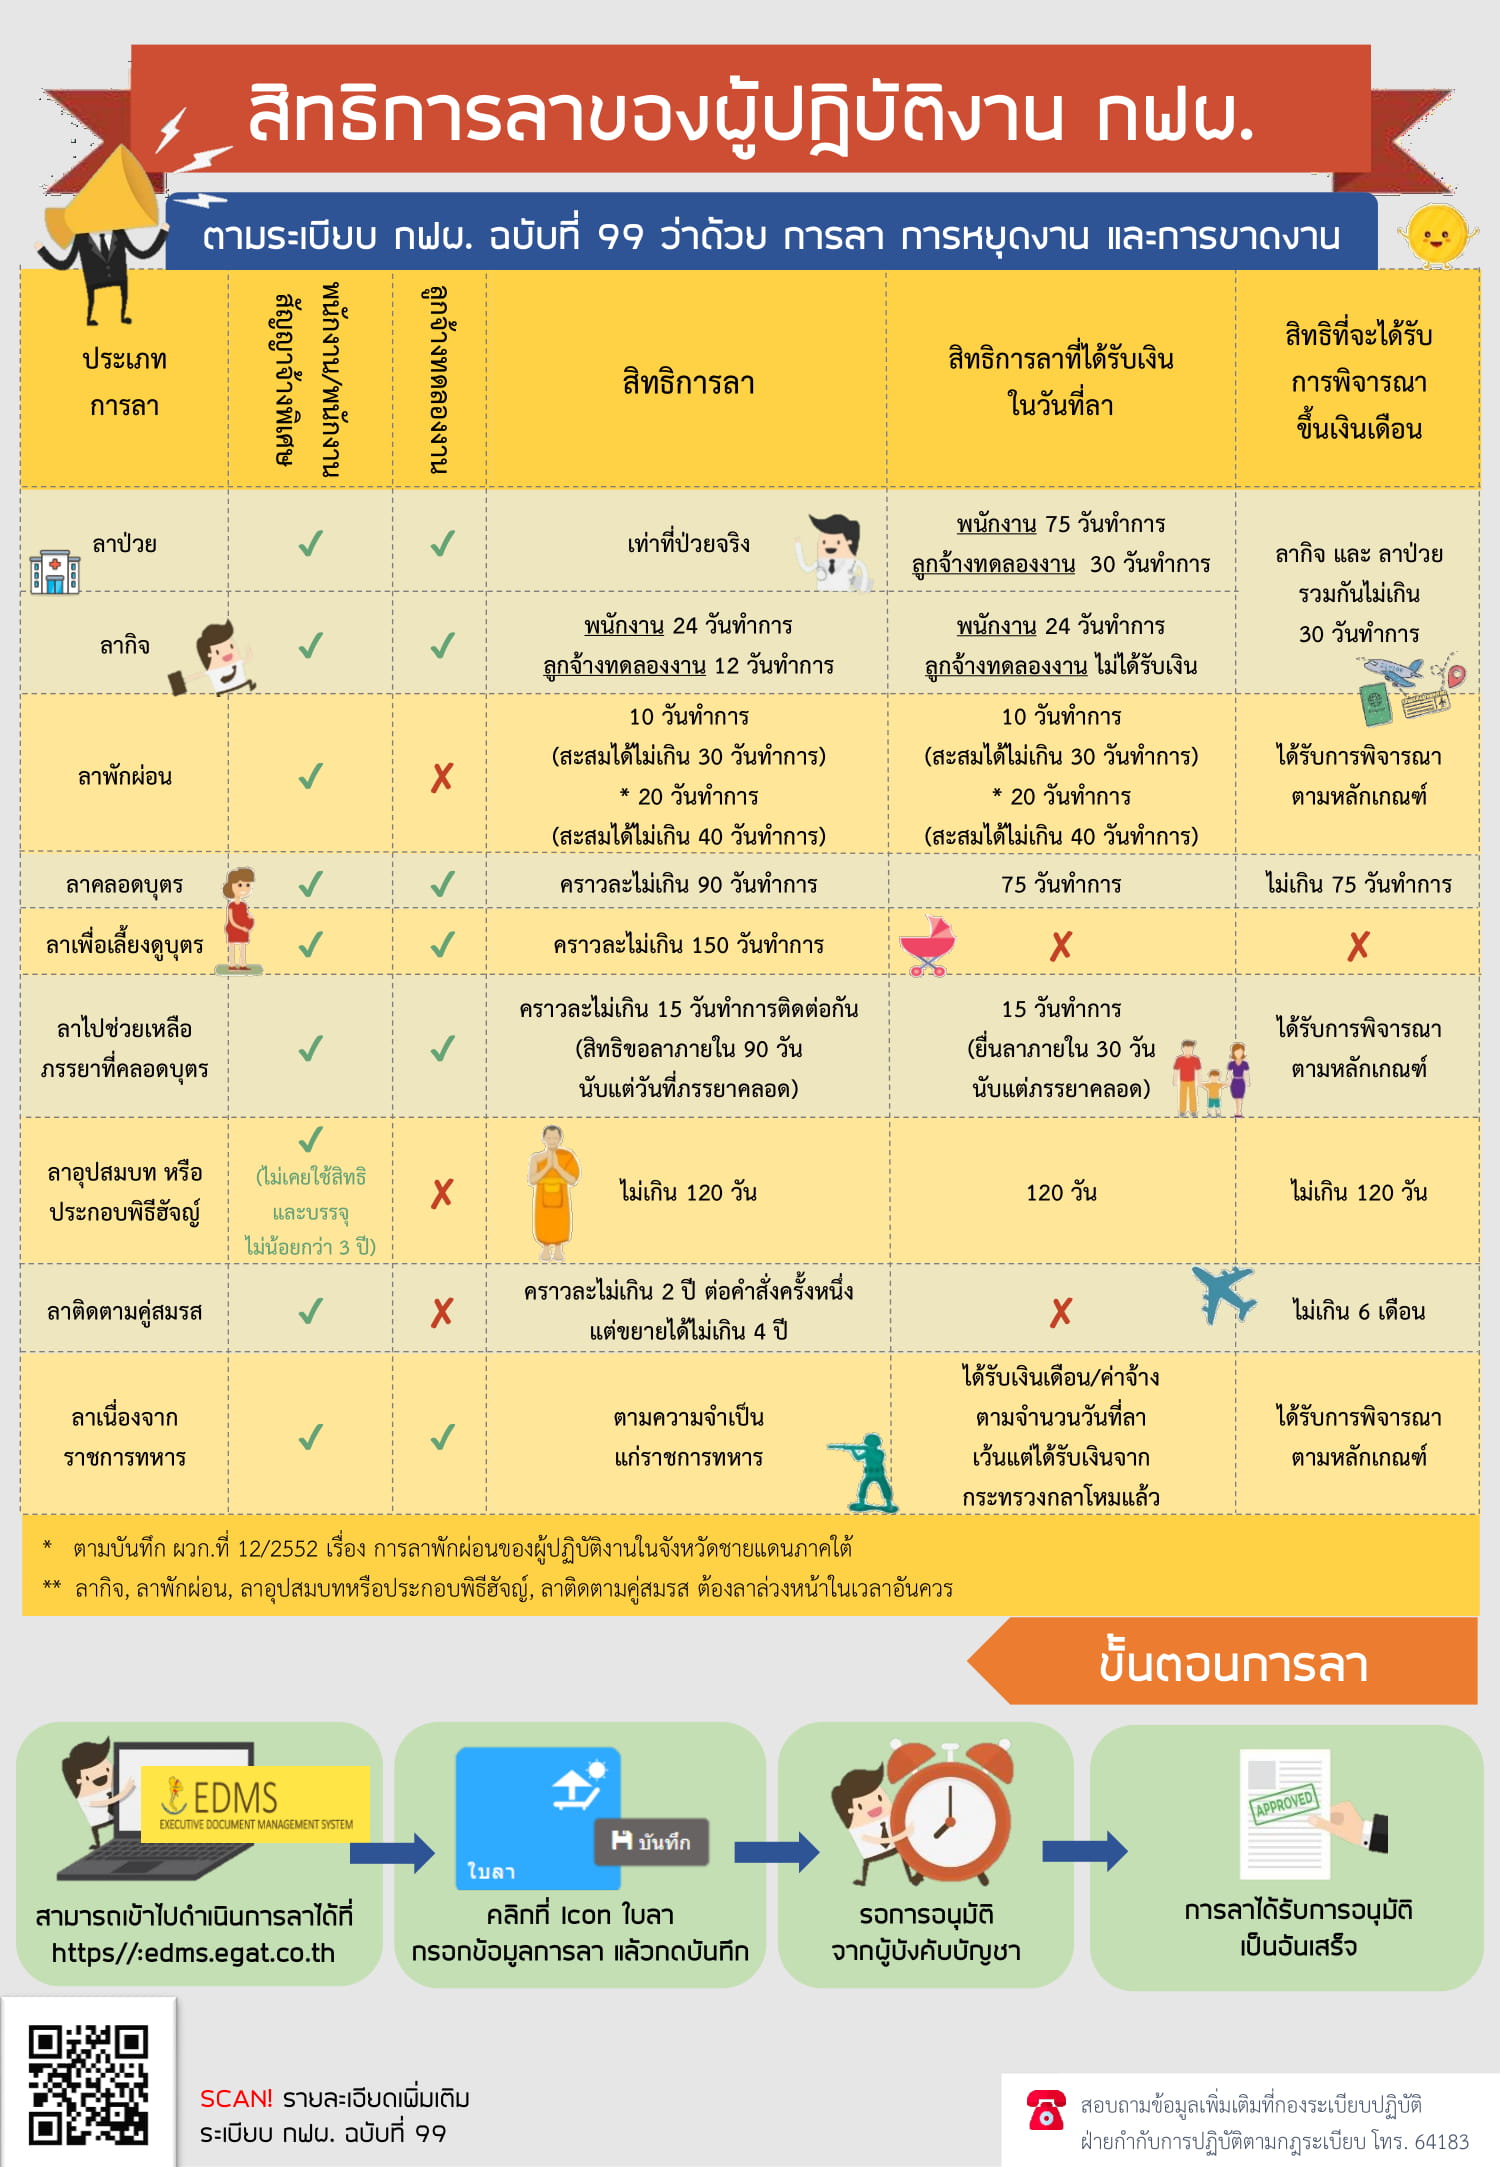 สิทธิการลาของผู้ปฏิบัติงาน กฟผ.
ตามระเบียบ กฟผ. ฉบับที่ 99 ว่าด้วย การลา การหยุดงาน และการขาดงาน
ประเภท
การลา
พนักงาน/พนักงาน
สัญญาจ้างพิเศษ
ลูกจ้างทดลองงาน
สิทธิการลา
สิทธิการลาที่ได้รับเงิน
ในวันที่ลา
สิทธิที่จะได้รับ
การพิจารณา
ขึ้นเงินเดือน
ลาป่วย
✓
✓
เท่าที่ป่วยจริง
พนักงาน 75 วันทำการ
ลูกจ้างทดลองงาน 30 วันทำการ
ลากิจ และ ลาป่วย
รวมกันไม่เกิน
30 วันทำการ
ลากิจ
✓
✓
พนักงาน 24 วันทำการ
ลูกจ้างทดลองงาน 12 วันทำการ
พนักงาน 24 วันทำการ
ลูกจ้างทดลองงาน ไม่ได้รับเงิน
ลาพักผ่อน
✓
✗
10 วันทำการ
(สะสมได้ไม่เกิน 30 วันทำการ)
* 20 วันทำการ
(สะสมได้ไม่เกิน 40 วันทำการ)
10 วันทำการ
(สะสมได้ไม่เกิน 30 วันทำการ)
* 20 วันทำการ
(สะสมได้ไม่เกิน 40 วันทำการ)
ได้รับการพิจารณา
ตามหลักเกณฑ์
ลาคลอดบุตร
✓
✓
คราวละไม่เกิน 90 วันทำการ
75 วันทำการ
ไม่เกิน 75 วันทำการ
ลาเพื่อเลี้ยงดูบุตร
✓
✓
คราวละไม่เกิน 150 วันทำการ
✗
✗
ลาไปช่วยเหลือ
ภรรยาที่คลอดบุตร
✓
✓
คราวละไม่เกิน 15 วันทำการติดต่อกัน
(สิทธิขอลาภายใน 90 วัน
นับแต่วันที่ภรรยาคลอด)
15 วันทำการ
(ยื่นลาภายใน 30 วัน
นับแต่ภรรยาคลอด)
ได้รับการพิจารณา
ตามหลักเกณฑ์
ลาอุปสมบท หรือ
ประกอบพิธีฮัจญ์
✓
(ไม่เคยใช้สิทธิ
และบรรจุ
ไม่น้อยกว่า 3 ปี)
✗
ไม่เกิน 120 วัน
120 วัน
ไม่เกิน 120 วัน
ลาติดตามคู่สมรส
✓
✗
คราวละไม่เกิน 2 ปี ต่อคำสั่งครั้งหนึ่ง
แต่ขยายได้ไม่เกิน 4 ปี
✗
ไม่เกิน 6 เดือน
ลาเนื่องจาก
ราชการทหาร
✓
✓
ตามความจำเป็น
แก่ราชการทหาร
ได้รับเงินเดือน/ค่าจ้าง
ตามจำนวนวันที่ลา
เว้นแต่ได้รับเงินจาก
กระทรวงกลาโหมแล้ว
ได้รับการพิจารณา
ตามหลักเกณฑ์
* ตามบันทึก ผวก.ที่ 12/2552 เรื่อง การลาพักผ่อนของผู้ปฏิบัติงานในจังหวัดชายแดนภาคใต้
** ลากิจ, ลาพักผ่อน, ลาอุปสมบทหรือประกอบพิธีฮัจญ์, ลาติดตามคู่สมรส ต้องลาล่วงหน้าในเวลาอันควร
ขั้นตอนการลา
EDMS
EXECUTIVE DOCUMENT MANAGEMENT SYSTEM
สามารถเข้าไปดำเนินการลาได้ที่
https//:edms.egat.co.th
ใบลา
บันทึก
คลิกที่ Icon ใบลา
กรอกข้อมูลการลา แล้วกดบันทึก
รอการอนุมัติ
จากผู้บังคับบัญชา
APPROVED
การลาได้รับการอนุมัติ
เป็นอันเสร็จ
SCAN! รายละเอียดเพิ่มเติม
ระเบียบ กฟผ. ฉบับที่ 99
สอบถามข้อมูลเพิ่มเติมที่กองระเบียบปฏิบัติ
ฝ่ายกำกับการปฏิบัติตามกฎระเบียบ โทร. 64183